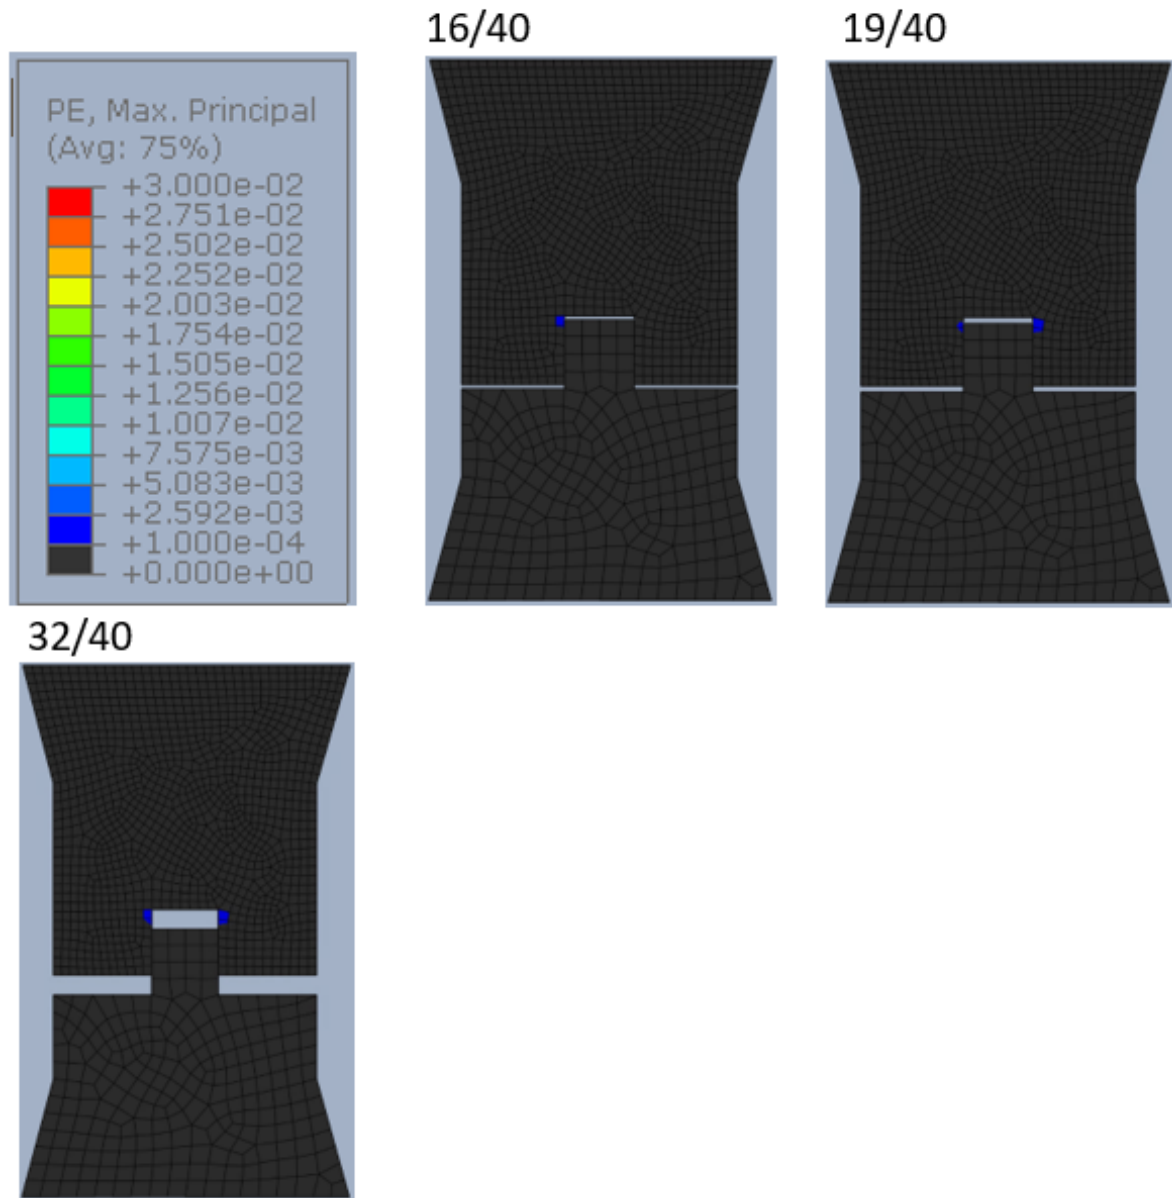 16/40
19/40
PE, Max. Principal
(Avg: 75%)
+3.000e-02
+2.751e-02
+2.502e-02
+2.252e-02
+2.003e-02
+1.754e-02
+1.505e-02
+1.256e-02
+1.007e-02
+7.575e-03
+5.083e-03
+2.592e-03
+1.000e-04
+0.000e+00
32/40